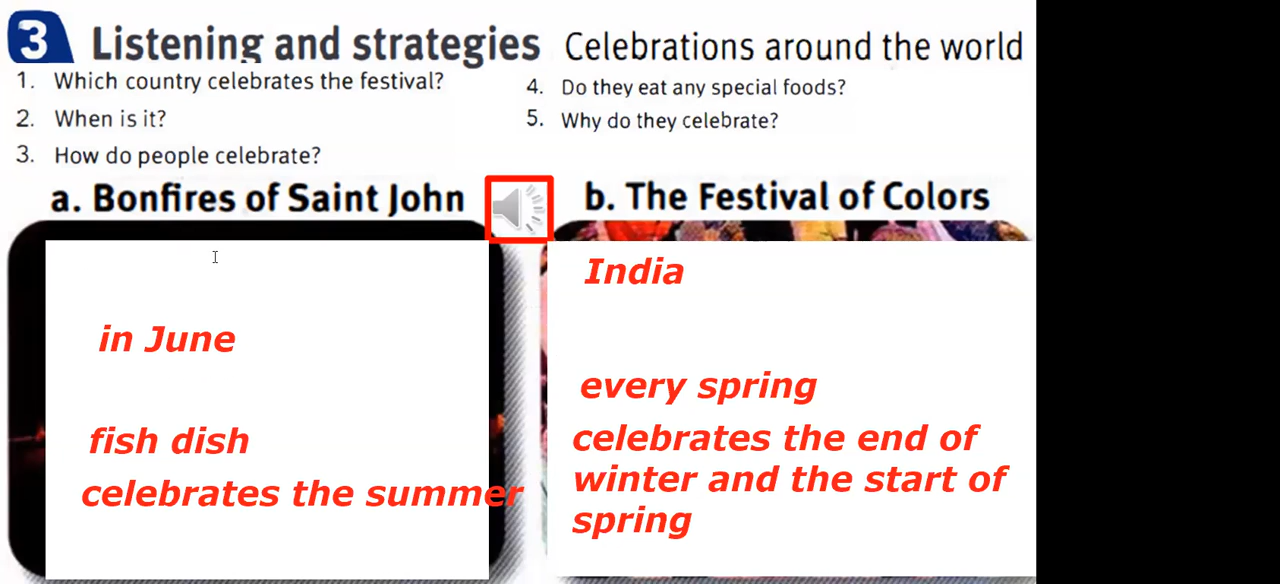 3 Listening and strategies Celebrations around the world
1. Which country celebrates the festival?
2. When is it?
3. How do people celebrate?
4. Do they eat any special foods?
5. Why do they celebrate?
a. Bonfires of Saint John
in June
fish dish
celebrates the summer
b. The Festival of Colors
India
every spring
celebrates the end of
winter and the start of
spring